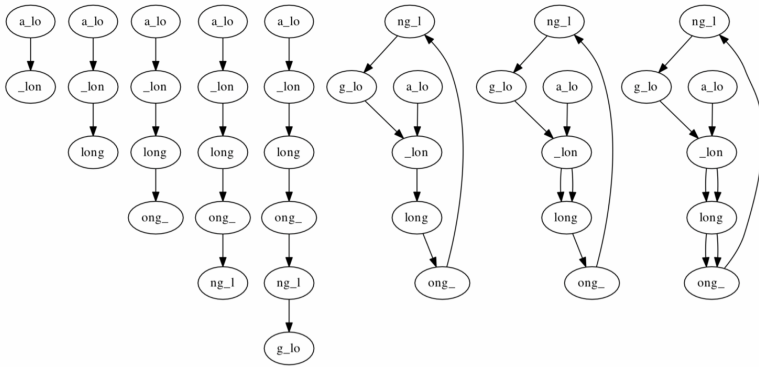 a_lo a_lo a_lo a_lo a_lo ng_l ng_l ng_l
_lon _lon _lon _lon _lon g_lo a_lo g_lo a_lo g_lo a_lo
long long long long _lon _lon _lon
ong_ ong_ ong_ long long long
ng_l ng_l ong_ ong_ ong_
g_lo